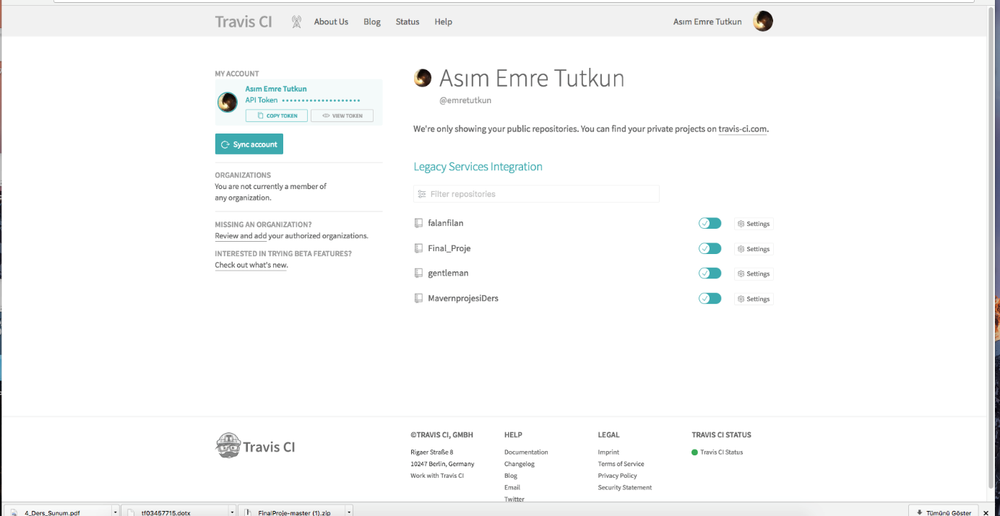 Travis CI
About Us
Blog
Status
Help
Asım Emre Tutkun
MY ACCOUNT
Asım Emre Tutkun
API Token ••••••••••••••••••••
COPY TOKEN
VIEW TOKEN
Sync account
ORGANIZATIONS
You are not currently a member of
any organization.
MISSING AN ORGANIZATION?
Review and add your authorized organizations.
INTERESTED IN TRYING BETA FEATURES?
Check out what's new.
Asım Emre Tutkun
@emretutkun
We're only showing your public repositories. You can find your private projects on travis-ci.com.
Legacy Services Integration
Filter repositories
falanfilan
Settings
Final_Proje
Settings
gentleman
Settings
MavernprojesiDers
Settings
Travis CI
©TRAVIS CI, GMBH
Rigaer Straße 8
10247 Berlin, Germany
Work with Travis CI
HELP
Documentation
Changelog
Blog
Email
Twitter
LEGAL
Imprint
Terms of Service
Privacy Policy
Security Statement
TRAVIS CI STATUS
Travis CI Status
4_Ders_Sunum.pdf
tf03457715.dotx
FinalProje-master (1).zip
Tümünü Göster